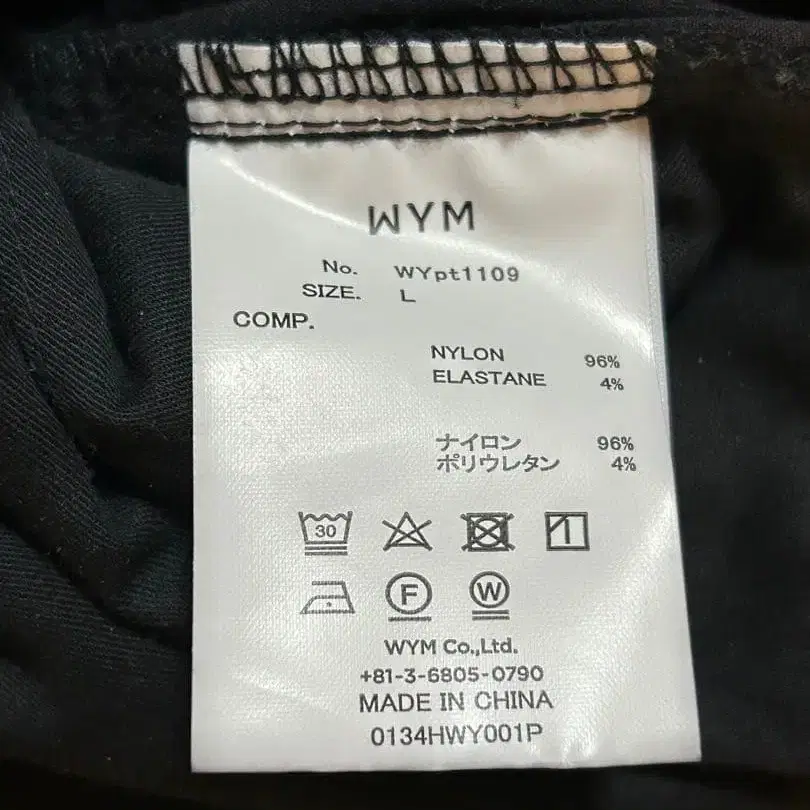 WYM
No. WYpt1109
SIZE. L
COMP.
NYLON 96%
ELASTANE 4%
ナイロン 96%
ポリウレタン 4%
30
F W
WYM Co.,Ltd.
+81-3-6805-0790
MADE IN CHINA
0134HWY001P